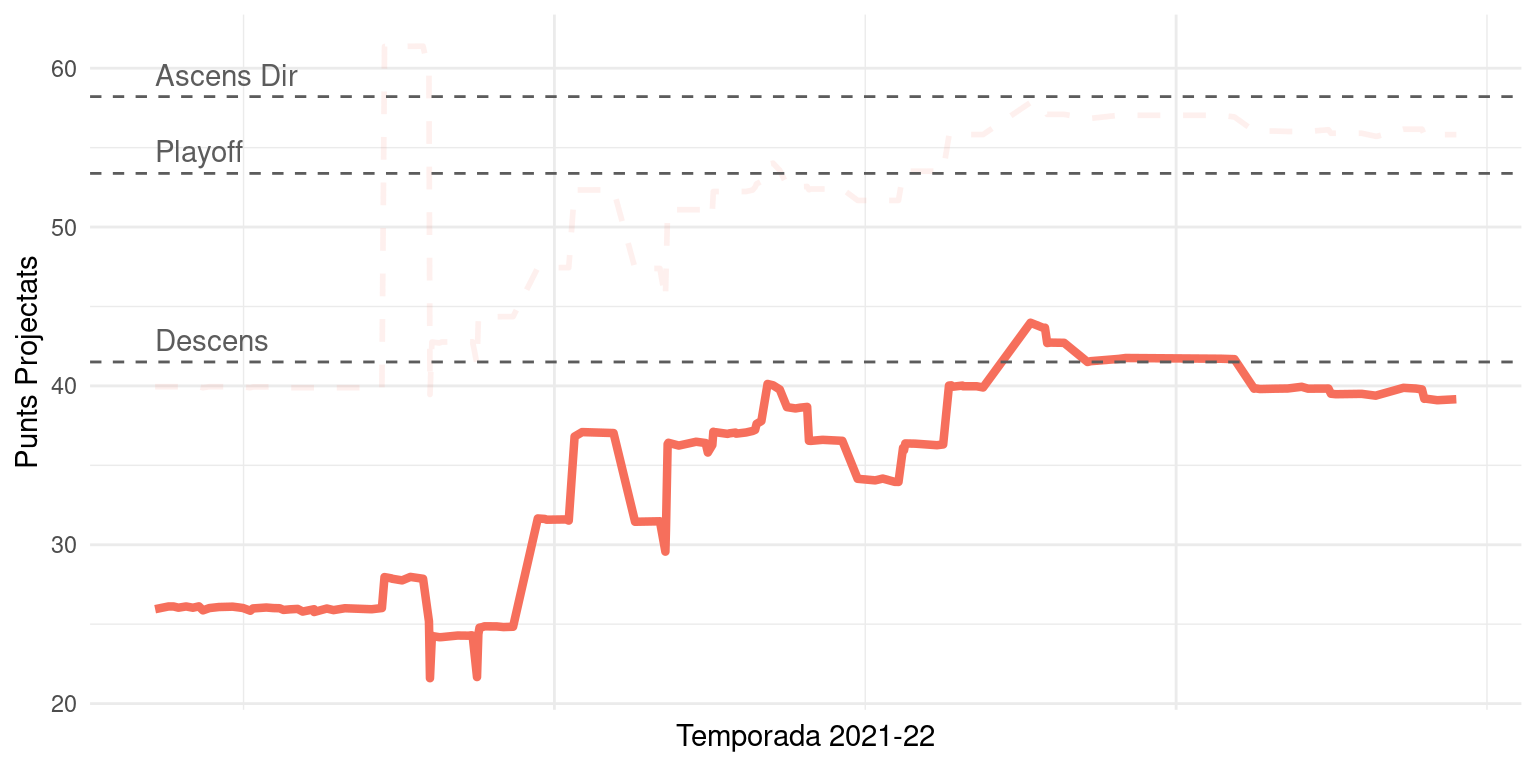 60
Ascens Dir
Playoff
50
Descens
40
30
20
Punts Projectats
Temporada 2021-22